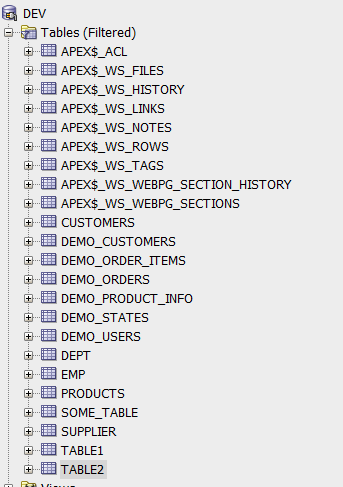 DEV
Tables (Filtered)
APEX$_ACL
APEX$_WS_FILES
APEX$_WS_HISTORY
APEX$_WS_LINKS
APEX$_WS_NOTES
APEX$_WS_ROWS
APEX$_WS_TAGS
APEX$_WS_WEBPG_SECTION_HISTORY
APEX$_WS_WEBPG_SECTIONS
CUSTOMERS
DEMO_CUSTOMERS
DEMO_ORDER_ITEMS
DEMO_ORDERS
DEMO_PRODUCT_INFO
DEMO_STATES
DEMO_USERS
DEPT
EMP
PRODUCTS
SOME_TABLE
SUPPLIER
TABLE1
TABLE2
Views